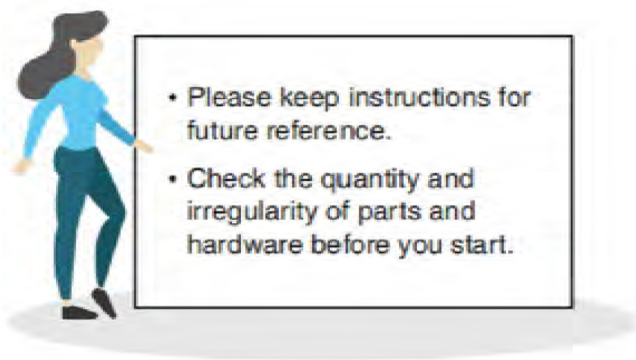 • Please keep instructions for
future reference.
• Check the quantity and
irregularity of parts and
hardware before you start.